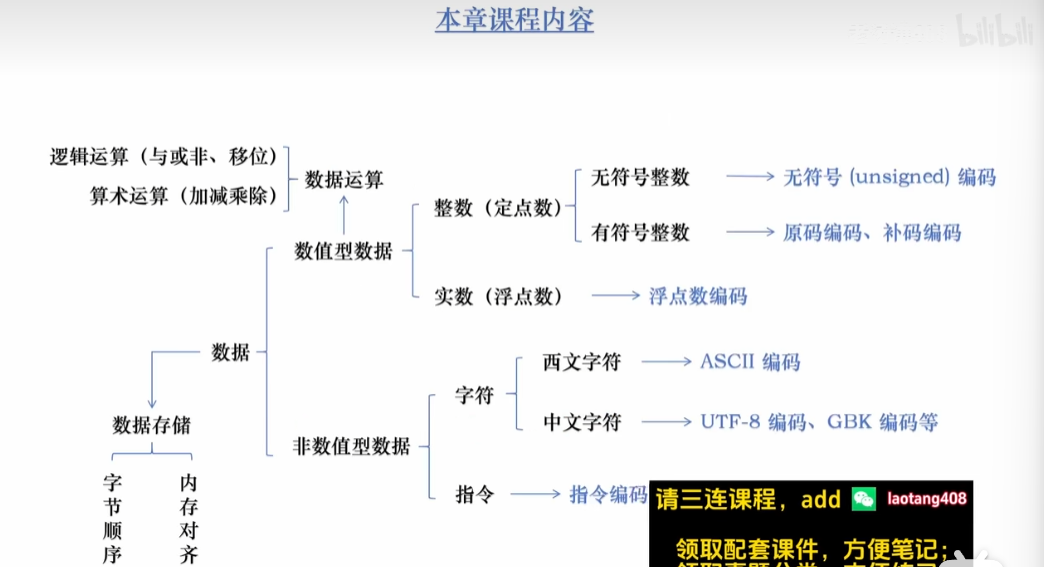 本章课程内容
bilibili
逻辑运算（与或非、移位）
算术运算（加减乘除）
数据运算
数值型数据
整数（定点数）
无符号整数
无符号 (unsigned) 编码
有符号整数
原码编码、补码编码
实数（浮点数）
浮点数编码
数据
数据存储
字节顺序
内存对齐
非数值型数据
字符
西文字符
ASCII 编码
中文字符
UTF-8 编码、GBK 编码等
指令
指令编码
请三连课程，add laotang408
领取配套课件，方便笔记；